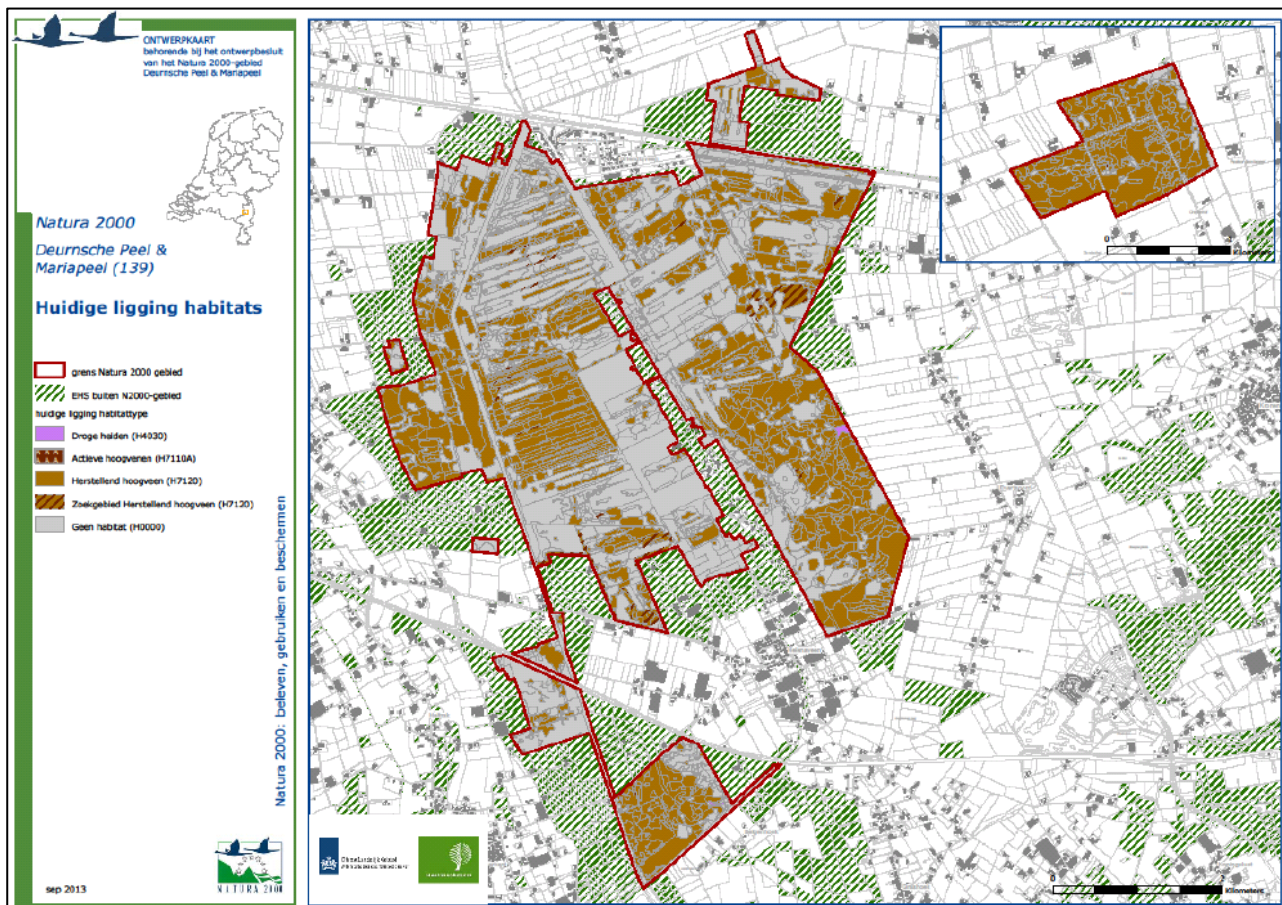 ONTWERPKAART
behorende bij het ontwerpbesluit
van het Natura 2000-gebied
Deurnsche Peel & Mariapeel
Natura 2000
Deurnsche Peel &
Mariapeel (139)
Huidige ligging habitats
grens Natura 2000 gebied
EHS buiten N2000-gebied
huidige ligging habitattype
Droge heiden (H4030)
Actieve hoogvenen (H7110A)
Herstellend hoogveen (H7120)
Zoekgebied Herstellend hoogveen (H7120)
Geen habitat (H0000)
Natura 2000: beleven, gebruiken en beschermen
sep 2013
NATURA 2000
0
Kilometers
0
2
Kilometers